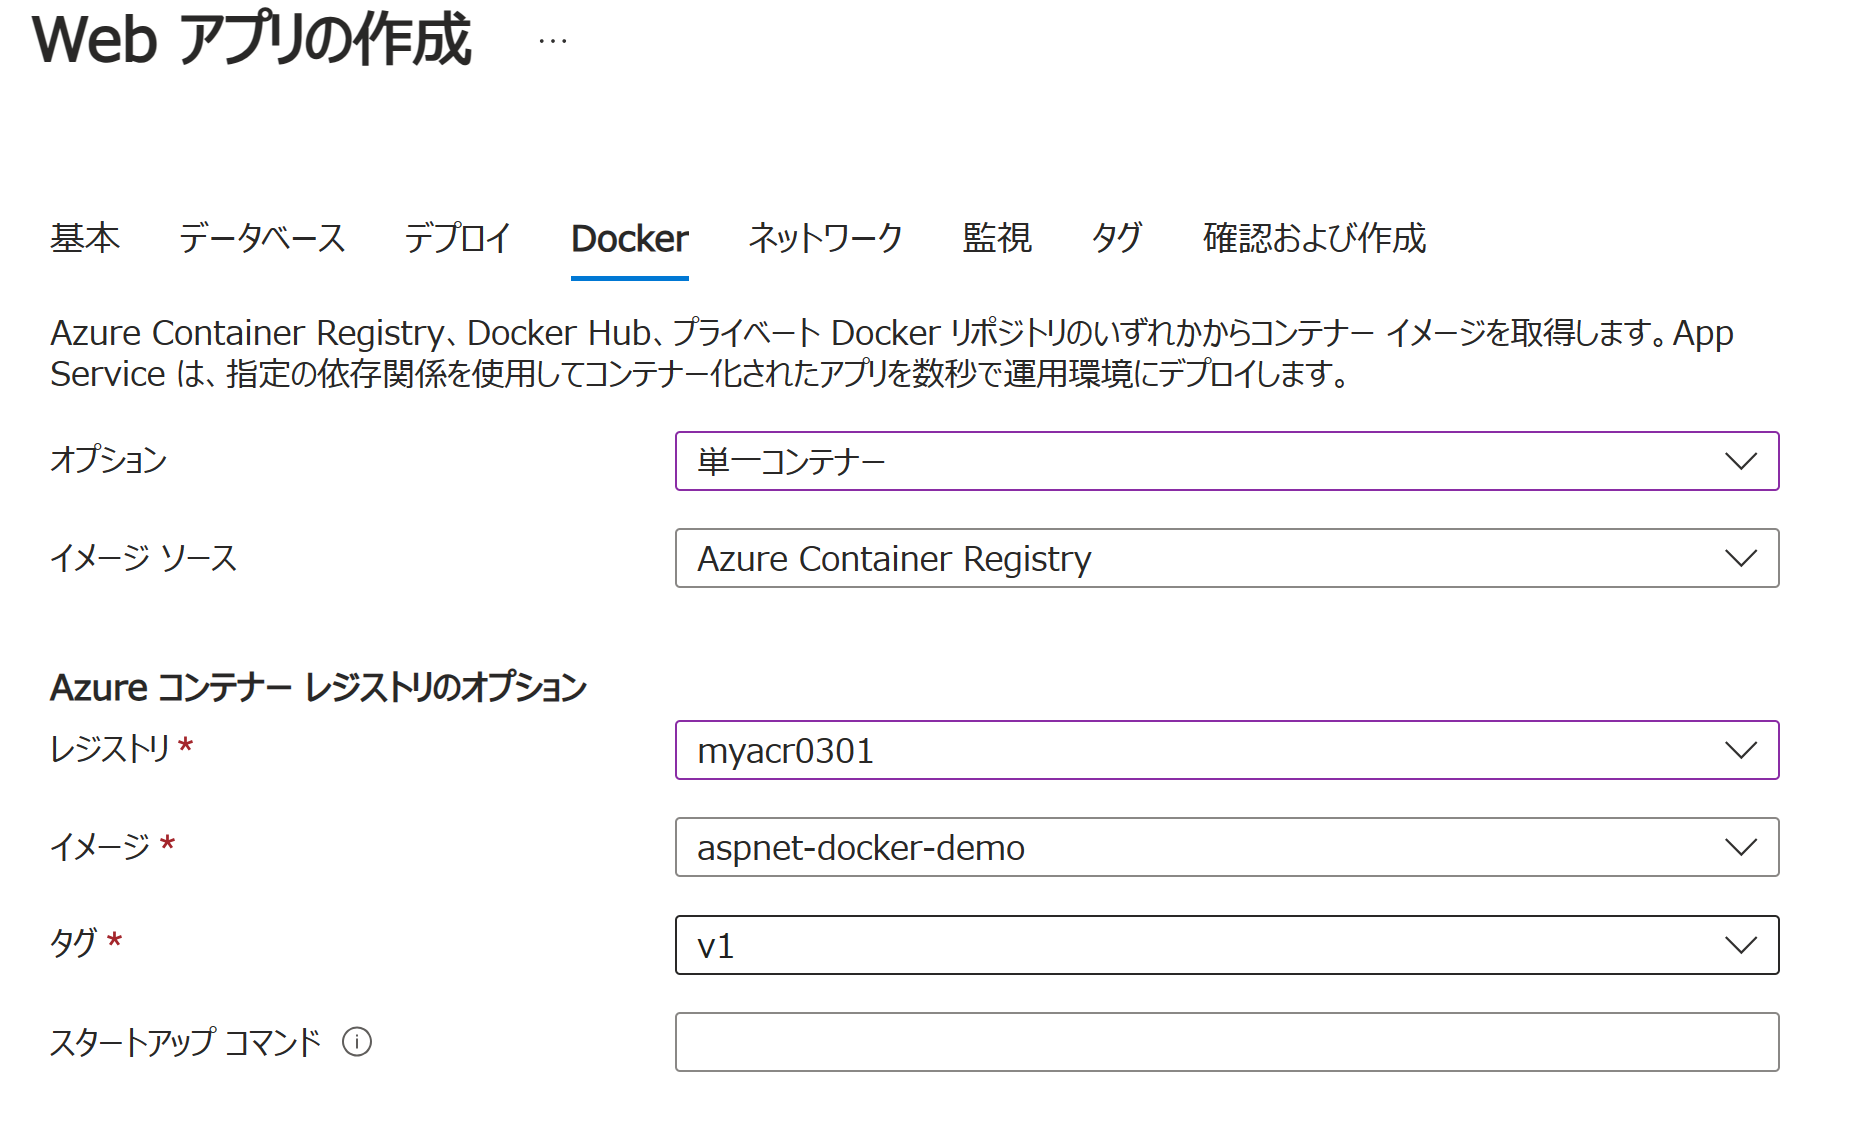 Web アプリの作成 …
基本 データベース デプロイ Docker ネットワーク 監視 タグ 確認および作成
Azure Container Registry、Docker Hub、プライベート Docker リポジトリのいずれかからコンテナー イメージを取得します。App
Service は、指定の依存関係を使用してコンテナー化されたアプリを数秒で運用環境にデプロイします。
オプション 単一コンテナー
イメージ ソース Azure Container Registry
Azure コンテナー レジストリのオプション
レジストリ * myacr0301
イメージ * aspnet-docker-demo
タグ * v1
スタートアップ コマンド